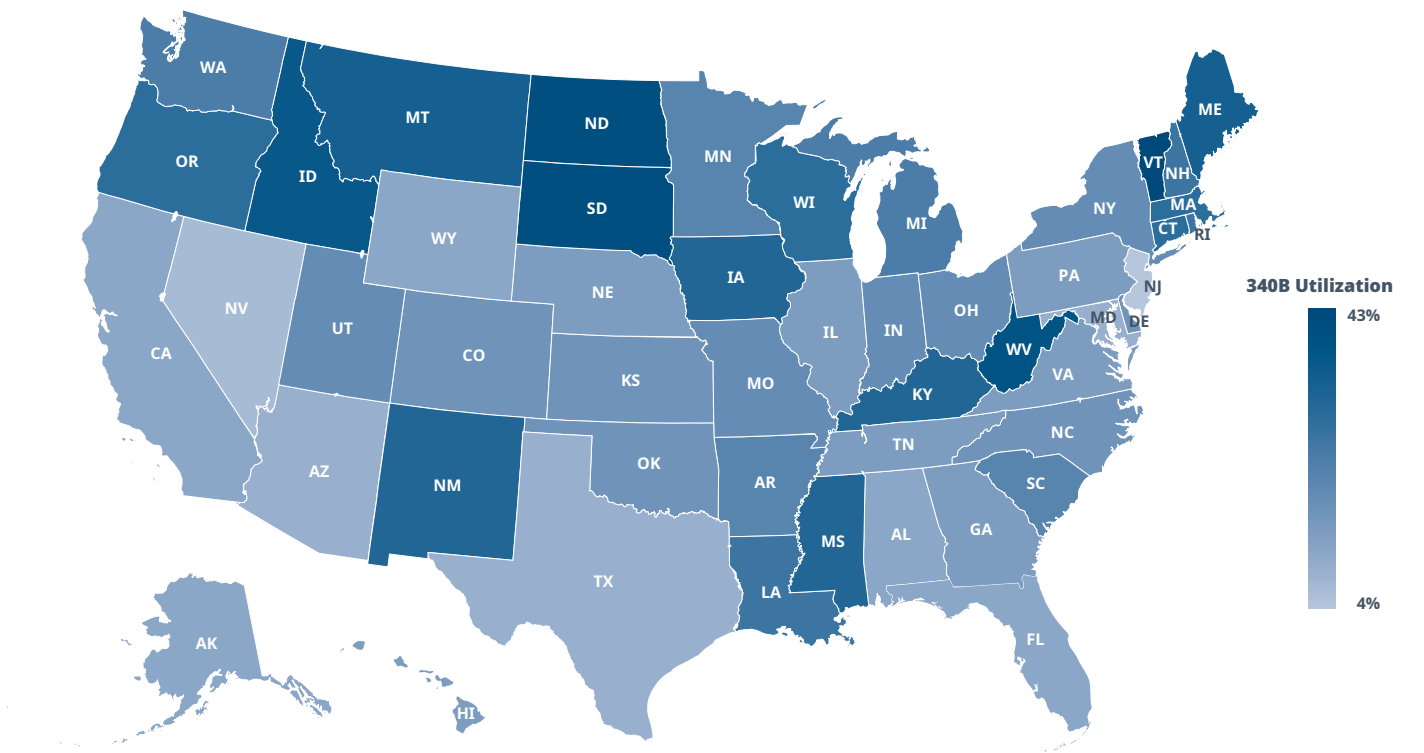 WA
MT
ND
MN
ME
OR
ID
SD
WI
VT
NH
MI
NY
MA
CT
RI
WY
IA
PA
NJ
340B Utilization
43%
NV
NE
UT
CO
IL
IN
OH
MD
DE
CA
KS
MO
WV
VA
KY
AZ
NM
OK
TN
NC
AR
SC
MS
AL
GA
TX
LA
4%
AK
FL
HI